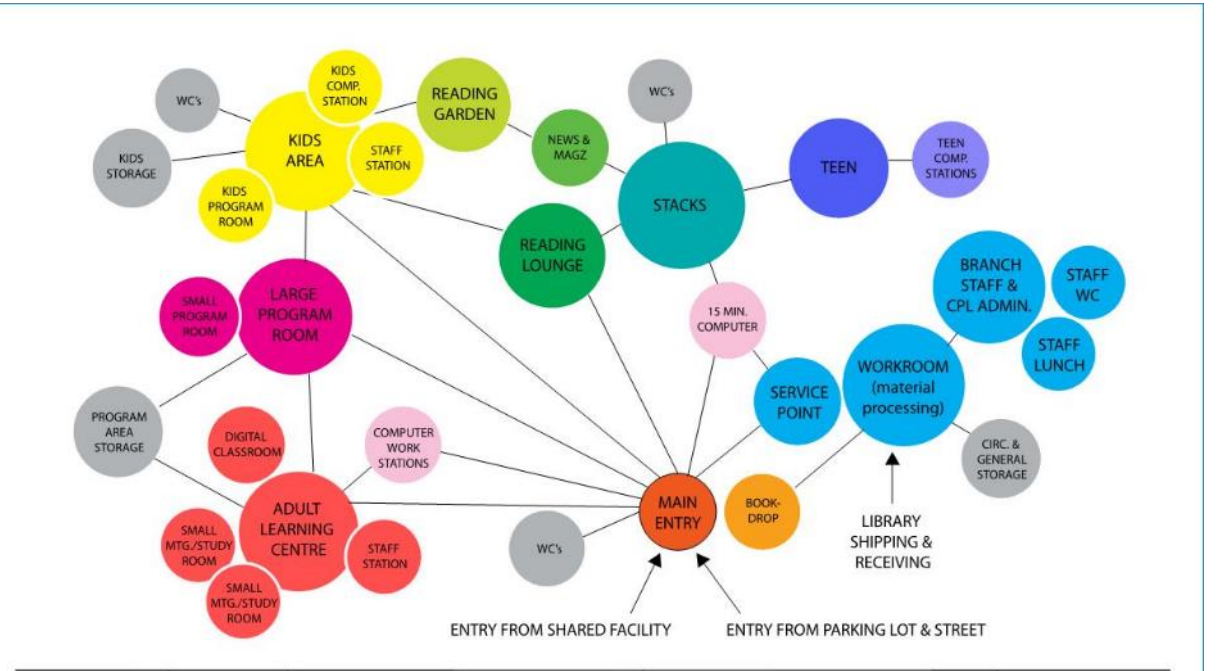 WC's
KIDS
COMP.
STATION
READING
GARDEN
WC's
KIDS
AREA
KIDS
STORAGE
STAFF
STATION
KIDS
PROGRAM
ROOM
NEWS &
MAGZ
STACKS
TEEN
TEEN
COMP.
STATIONS
READING
LOUNGE
SMALL
PROGRAM
ROOM
LARGE
PROGRAM
ROOM
15 MIN.
COMPUTER
BRANCH
STAFF &
CPL ADMIN.
STAFF
WC
STAFF
LUNCH
SERVICE
POINT
WORKROOM
(material
processing)
PROGRAM
AREA
STORAGE
DIGITAL
CLASSROOM
COMPUTER
WORK
STATIONS
CIRC. &
GENERAL
STORAGE
ADULT
LEARNING
CENTRE
SMALL
MTG./STUDY
ROOM
STAFF
STATION
SMALL
MTG./STUDY
ROOM
WC's
MAIN
ENTRY
BOOK-
DROP
LIBRARY
SHIPPING &
RECEIVING
ENTRY FROM SHARED FACILITY
ENTRY FROM PARKING LOT & STREET